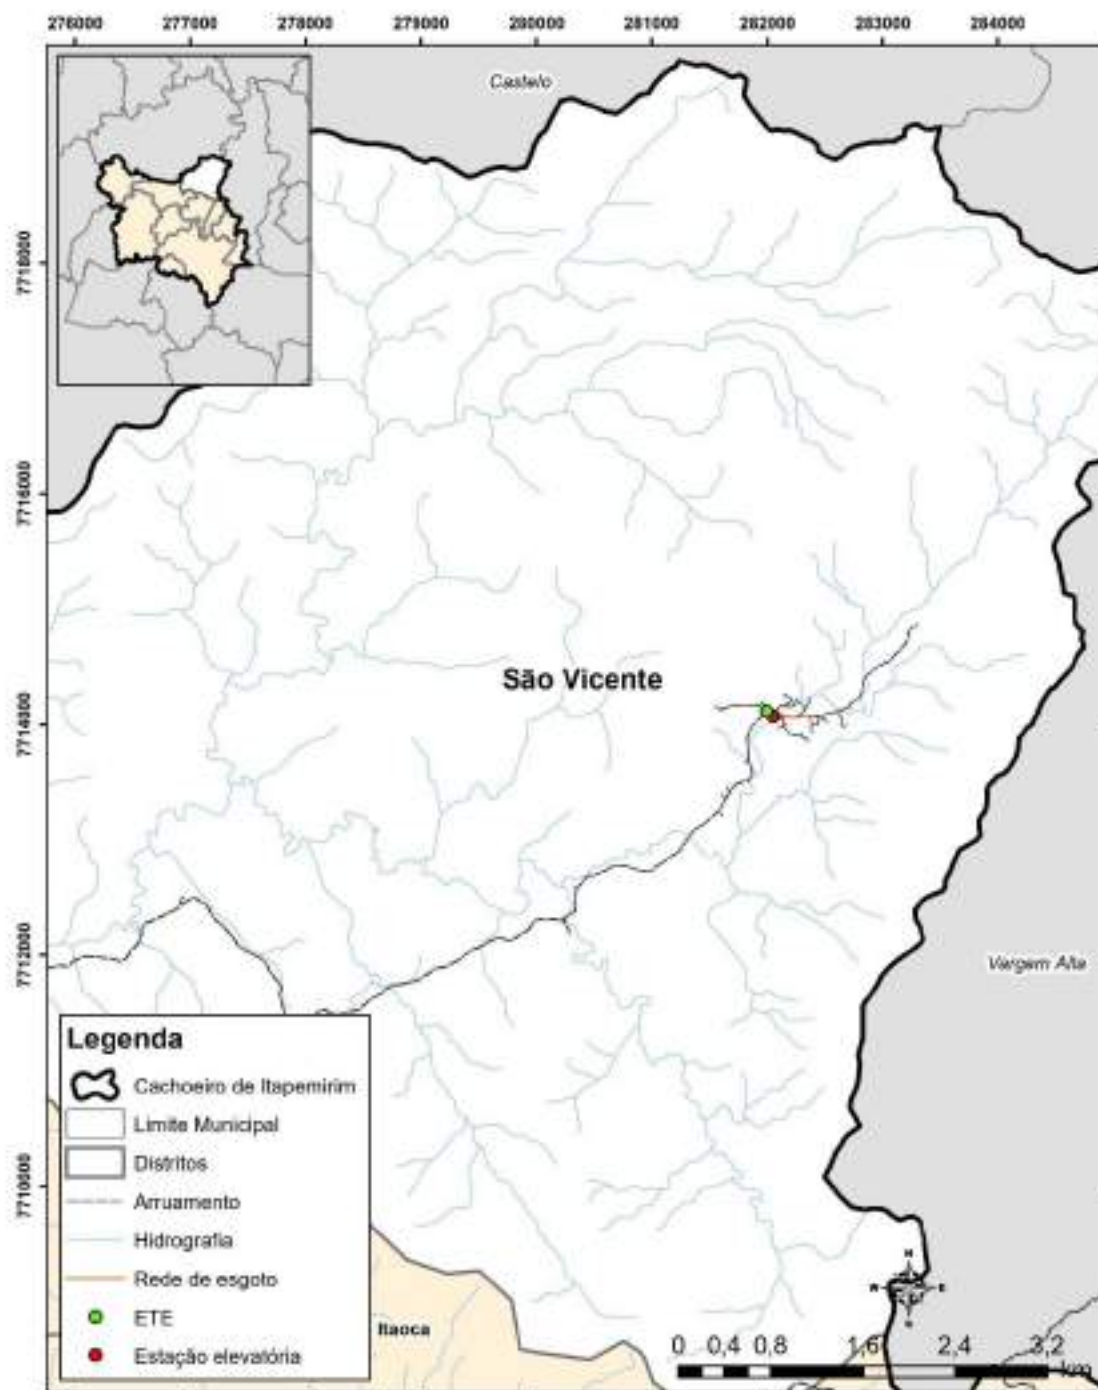 276000 277000 278000 279000 280000 281000 282000 283000 284000
Castelo
7718000
7716000
São Vicente
7714000
7712000
Vargem Alta
7710000
Legenda
Cachoeiro de Itapemirim
Limite Municipal
Distritos
Arruamento
Hidrografia
Rede de esgoto
ETE
Estação elevatória
Itaoca
N
W E
S
0 0,4 0,8 1,6 2,4 3,2
km